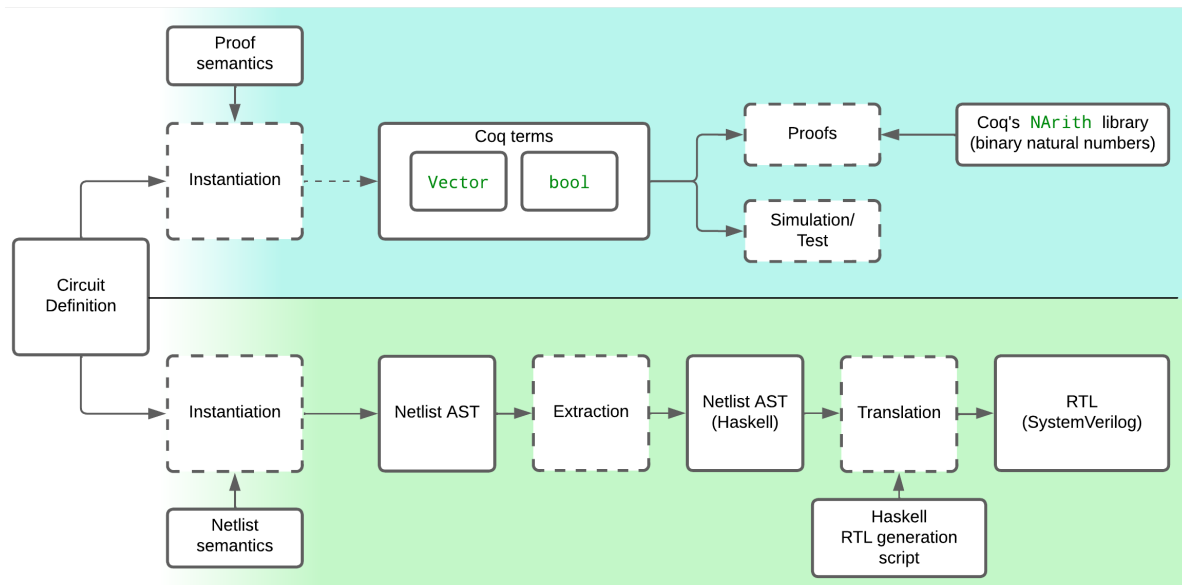 Proof
semantics
Instantiation
Coq terms
Vector
bool
Proofs
Coq's NArith library
(binary natural numbers)
Simulation/
Test
Circuit
Definition
Instantiation
Netlist AST
Extraction
Netlist AST
(Haskell)
Translation
RTL
(SystemVerilog)
Netlist
semantics
Haskell
RTL generation
script